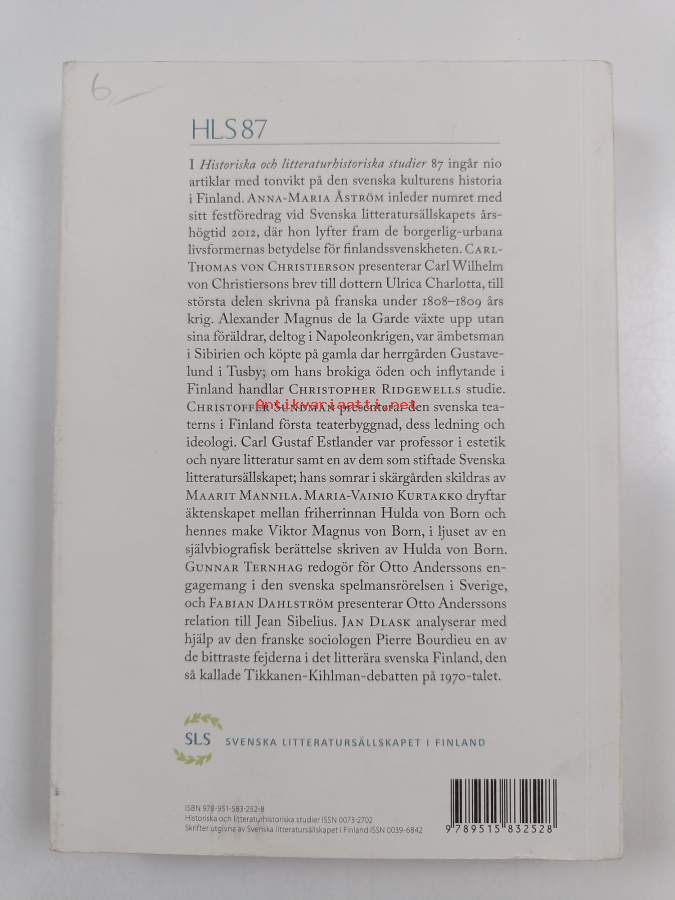 6,-
HLS 87
I Historiska och litteraturhistoriska studier 87 ingår nio
artiklar med tonvikt på den svenska kulturens historia
i Finland. ANNA-MARIA ÅSTRÖM inleder numret med
sitt festföredrag vid Svenska litteratursällskapets års-
högtid 2012, där hon lyfter fram de borgerlig-urbana
livsformernas betydelse för finlandssvenskheten. CARL-
THOMAS VON CHRISTIERSON presenterar Carl Wilhelm
von Christiersons brev till dottern Ulrica Charlotta, till
största delen skrivna på franska under 1808–1809 års
krig. Alexander Magnus de la Garde växte upp utan
sina föräldrar, deltog i Napoleonkrigen, var ämbetsman
i Sibirien och köpte på gamla dar herrgården Gustave-
lund i Tusby; om hans brokiga öden och inflytande i
Finland handlar CHRISTOPHER RIDGEWELLS studie.
CHRISTOFFER SUNDMAN presenterar den svenska tea-
Antikvariaatti.net
terns i Finland första teaterbyggnad, dess ledning och
ideologi. Carl Gustaf Estlander var professor i estetik
och nyare litteratur samt en av dem som stiftade Svenska
litteratursällskapet; hans somrar i skärgården skildras av
MAARIT MANNILA. MARIA-VAINIO KURTAKKO dryftar
äktenskapet mellan friherrinnan Hulda von Born och
hennes make Viktor Magnus von Born, i ljuset av en
självbiografisk berättelse skriven av Hulda von Born.
GUNNAR TERNHAG redogör för Otto Anderssons en-
gagemang i den svenska spelmansrörelsen i Sverige,
och FABIAN DAHLSTRÖM presenterar Otto Anderssons
relation till Jean Sibelius. JAN DLASK analyserar med
hjälp av den franske sociologen Pierre Bourdieu en av
de bittraste fejderna i det litterära svenska Finland, den
så kallade Tikkanen-Kihlman-debatten på 1970-talet.
SLS SVENSKA LITTERATURSÄLLSKAPET I FINLAND
ISBN 978-951-583-252-8
Historiska och litteraturhistoriska studier ISSN 0073-2702
Skrifter utgivna av Svenska litteratursällskapet i Finland ISSN 0039-6842
9 789515 832528